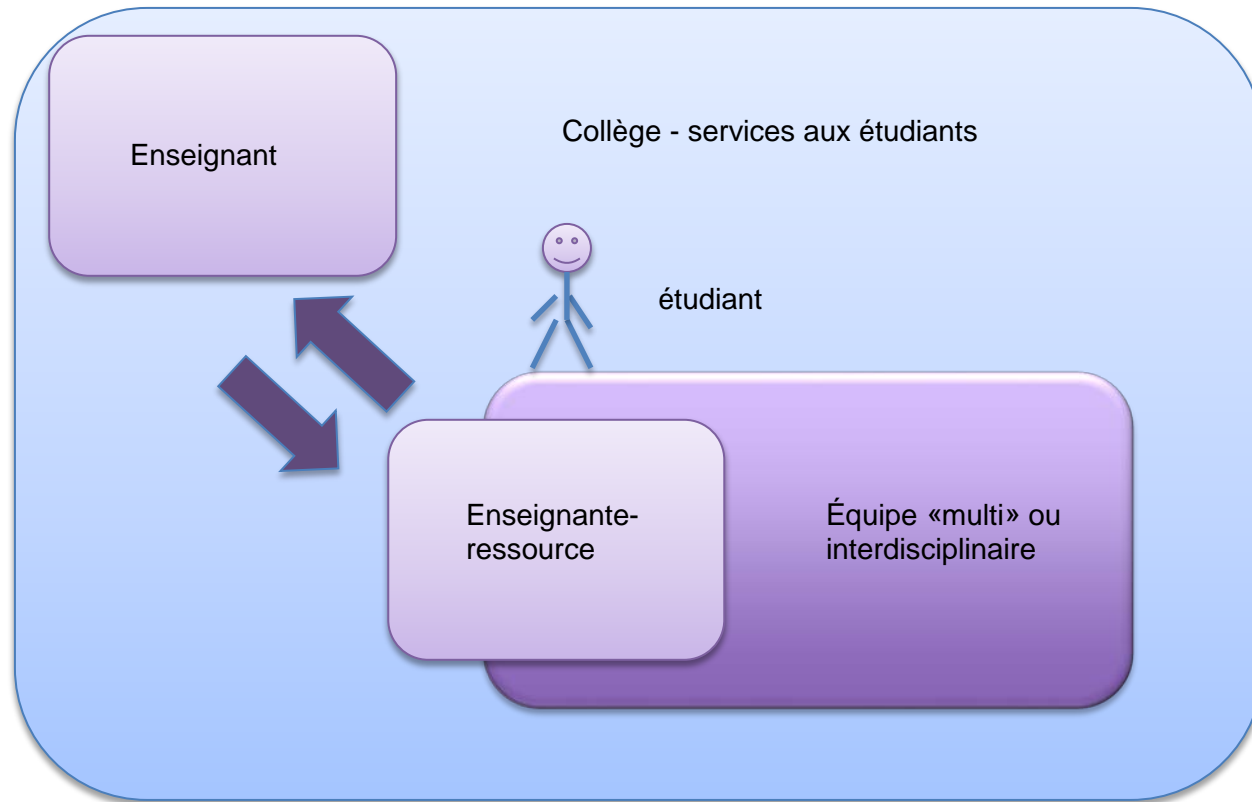 Collège - services aux étudiants
Enseignant
étudiant
Enseignante-
ressource
Équipe «multi» ou
interdisciplinaire